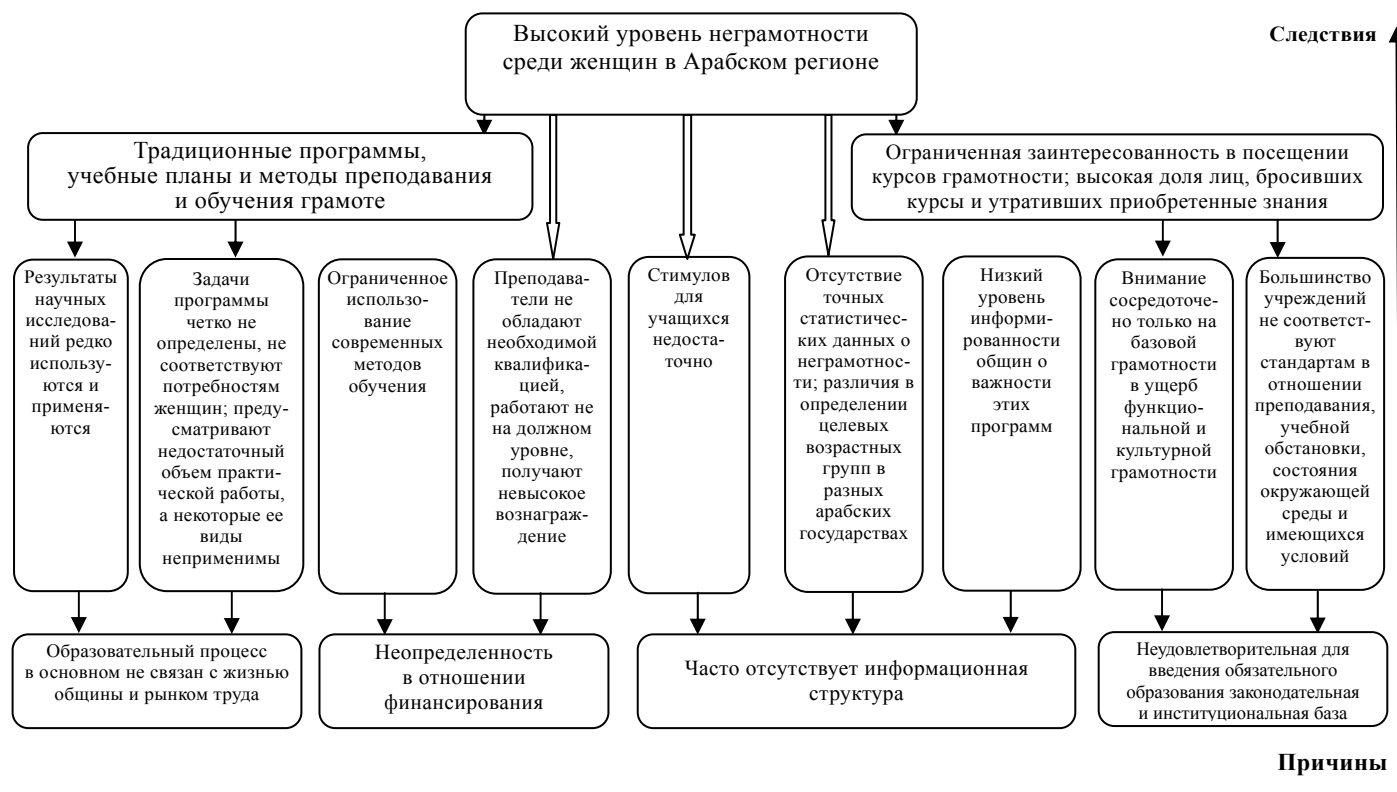 Высокий уровень неграмотности
среди женщин в Арабском регионе
Следствия
Традиционные программы,
учебные планы и методы преподавания
и обучения грамоте
Ограниченная заинтересованность в посещении
курсов грамотности; высокая доля лиц, бросивших
курсы и утративших приобретенные знания
Результаты
научных
исследова-
ний редко
использу-
ются и
применя-
ются
Задачи
программы
четко не
определены, не
соответствуют
потребностям
женщин; преду-
сматривают
недостаточный
объем практи-
ческой работы,
а некоторые ее
виды
неприменимы
Ограниченное
использо-
вание
современных
методов
обучения
Преподава-
тели не
обладают
необходимой
квалифика-
цией,
работают не
на должном
уровне,
получают
невысокое
вознаграж-
дение
Стимулов
для
учащихся
недоста-
точно
Отсутствие
точных
статистичес-
ких данных о
неграмотнос-
ти; различия в
определении
целевых
возрастных
групп в
разных
арабских
государствах
Низкий
уровень
информи-
рованности
общин о
важности
этих
программ
Внимание
сосредоточе-
но только на
базовой
грамотности
в ущерб
функцио-
нальной и
культурной
грамотности
Большинство
учреждений
не соответст-
вуют
стандартам в
отношении
преподавания,
учебной
обстановки,
состояния
окружающей
среды и
имеющихся
условий
Образовательный процесс
в основном не связан с жизнью
общины и рынком труда
Неопределенность
в отношении
финансирования
Часто отсутствует информационная
структура
Неудовлетворительная для
введения обязательного
образования законодательная
и институциональная база
Причины